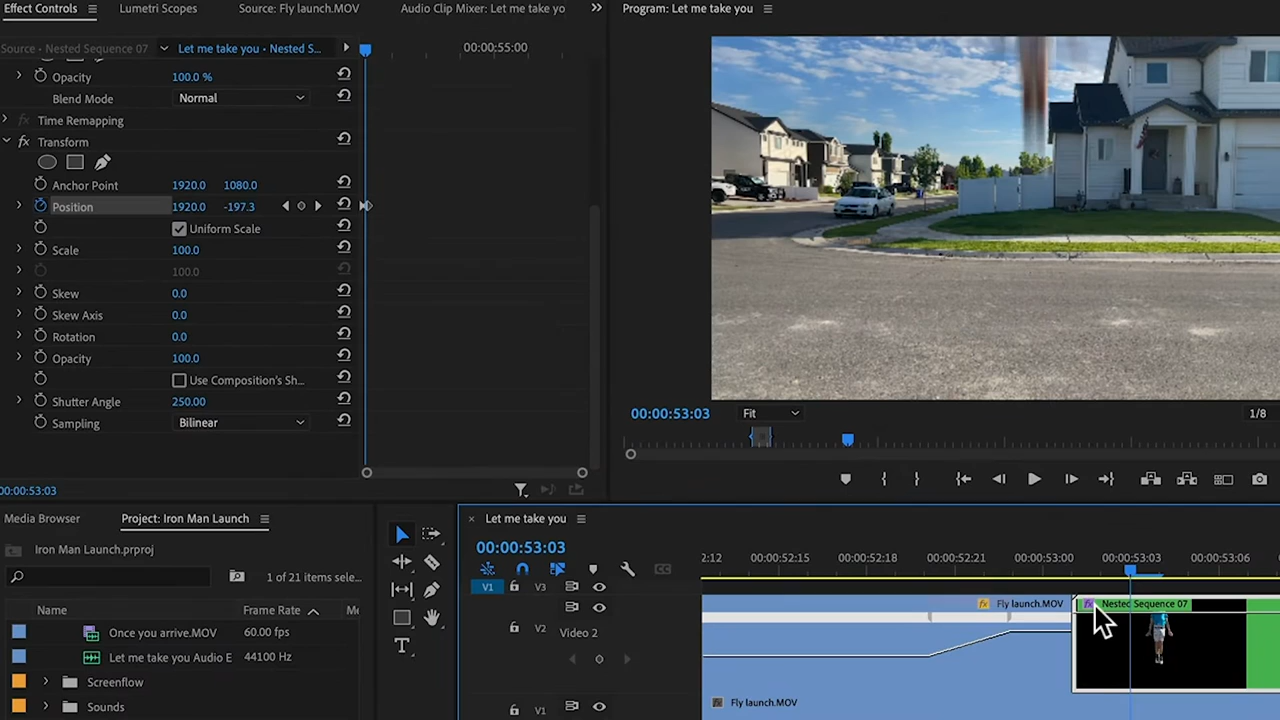 Effect Controls
Lumetri Scopes
Source: Fly launch.MOV
Audio Clip Mixer: Let me take yo
Program: Let me take you
Source • Nested Sequence 07
Let me take you • Nested S...
00:00:55:00
Opacity
100.0 %
Blend Mode
Normal
fx
Time Remapping
fx
Transform
Anchor Point
1920.0
1080.0
Position
1920.0
-197.3
Uniform Scale
Scale
100.0
100.0
Skew
0.0
Skew Axis
0.0
Rotation
0.0
Opacity
100.0
Use Composition's Sh...
Shutter Angle
250.00
Sampling
Bilinear
00:00:53:03
00:00:53:03
Fit
1/8
Media Browser
Project: Iron Man Launch
Iron Man Launch.prproj
1 of 21 items sele...
Name
Frame Rate
Me
Once you arrive.MOV
60.00 fps
Let me take you Audio E
44100 Hz
Screenflow
Sounds
T
× Let me take you
00:00:53:03
CC
2:12
00:00:52:15
00:00:52:18
00:00:52:21
00:00:53:00
00:00:53:03
00:00:53:06
V1
V3
V2
Video 2
V1
fx
Fly launch.MOV
fx
Nested Sequence 07
fx
Fly launch.MOV